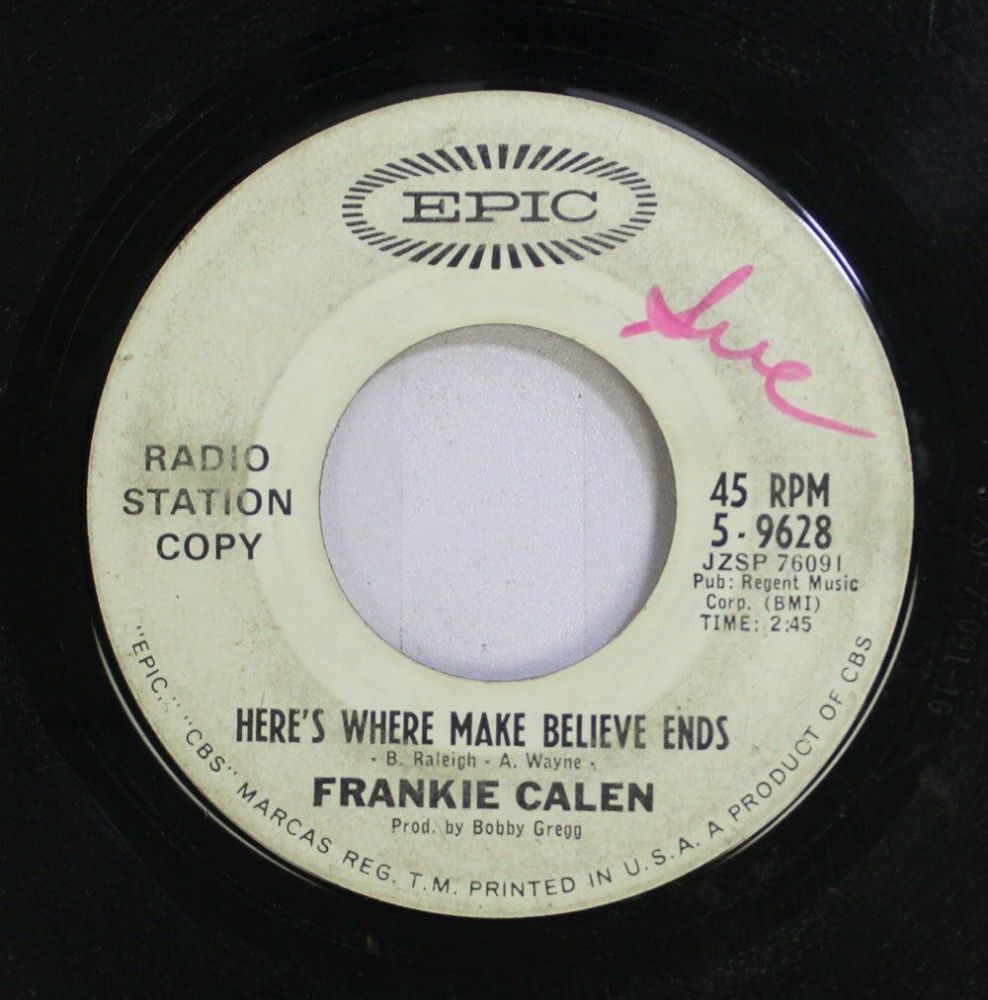 EPIC
Sue
RADIO
STATION
COPY
45 RPM
5-9628
JZSP 76091
Pub: Regent Music
Corp. (BMI)
TIME: 2:45
HERE'S WHERE MAKE BELIEVE ENDS
- B. Raleigh - A. Wayne -
FRANKIE CALEN
Prod. by Bobby Gregg
"EPIC," "CBS" MARCAS REG. T.M. PRINTED IN U.S.A. A PRODUCT OF CBS